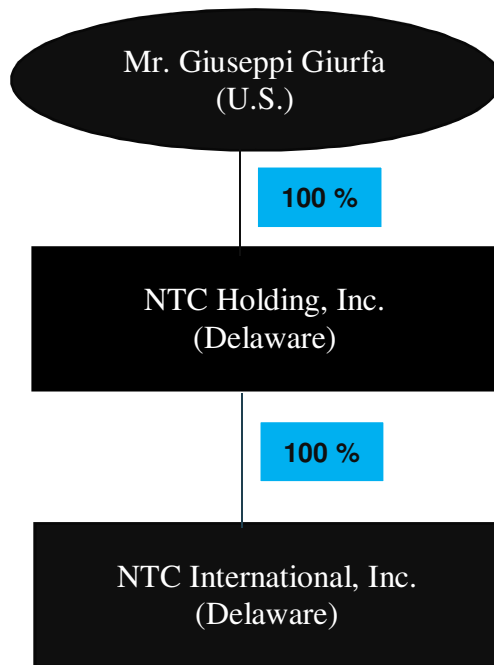 Mr. Giuseppi Giurfa
(U.S.)
100 %
NTC Holding, Inc.
(Delaware)
100 %
NTC International, Inc.
(Delaware)